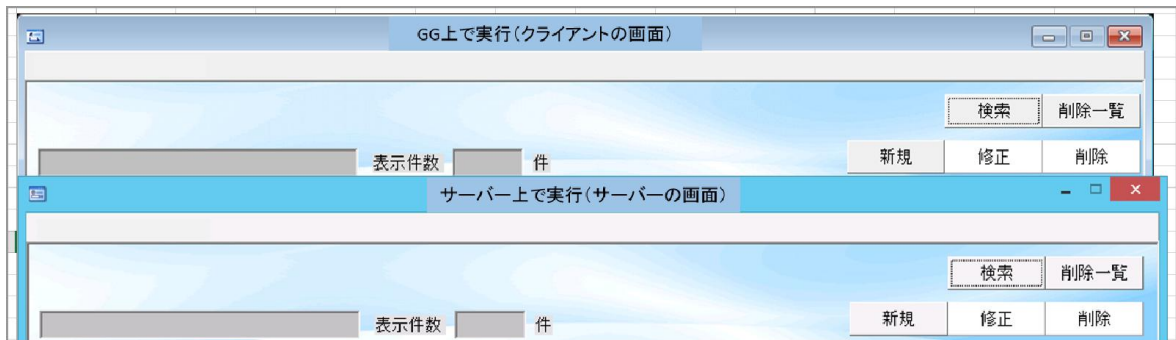 GG上で実行(クライアントの画面)
検索 削除一覧
表示件数 件 新規 修正 削除
サーバー上で実行(サーバーの画面)
検索 削除一覧
表示件数 件 新規 修正 削除